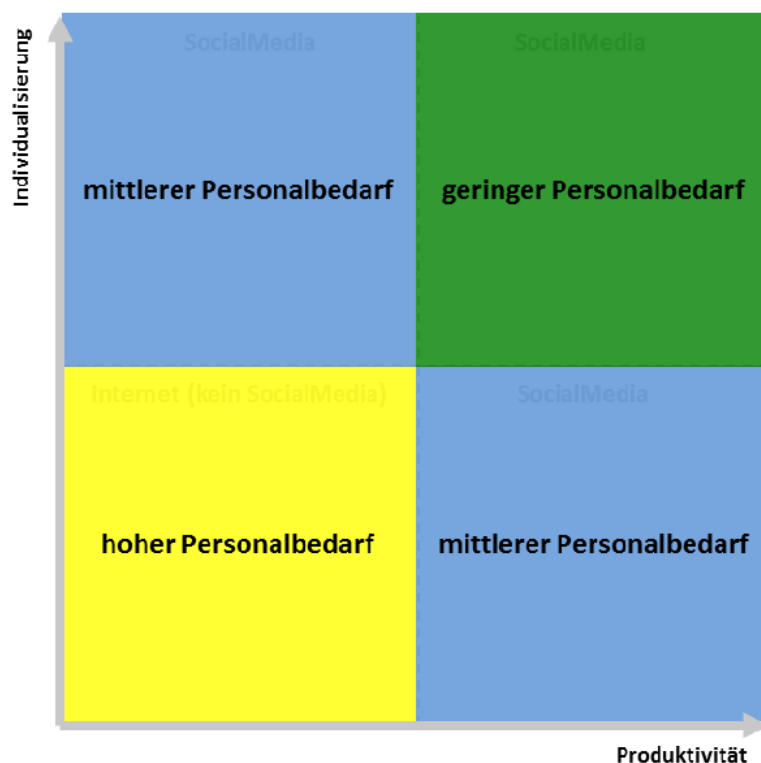 Individualisierung
SocialMedia
SocialMedia
mittlerer Personalbedarf
geringer Personalbedarf
Internet (kein SocialMedia)
SocialMedia
hoher Personalbedarf
mittlerer Personalbedarf
Produktivität